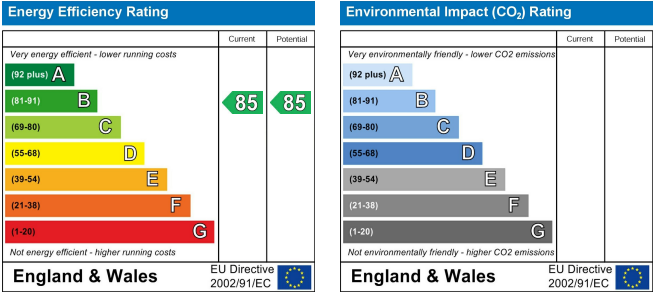 Energy Efficiency Rating
Current Potential
Very energy efficient - lower running costs
(92 plus) A
(81-91) B 85 85
(69-80) C
(55-68) D
(39-54) E
(21-38) F
(1-20) G
Not energy efficient - higher running costs
England & Wales
EU Directive
2002/91/EC
Environmental Impact (CO₂) Rating
Current Potential
Very environmentally friendly - lower CO2 emissions
(92 plus) A
(81-91) B
(69-80) C
(55-68) D
(39-54) E
(21-38) F
(1-20) G
Not environmentally friendly - higher CO2 emissions
England & Wales
EU Directive
2002/91/EC